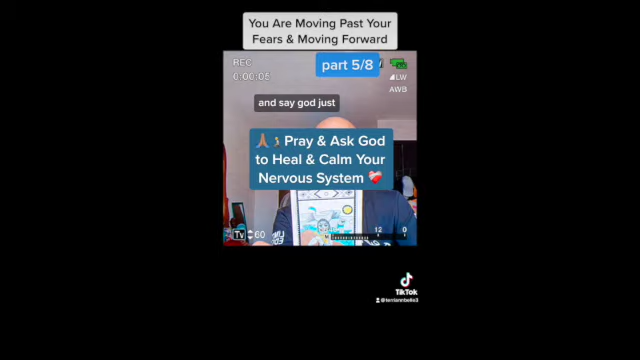 You Are Moving Past Your
Fears & Moving Forward
REC
0:00:05
part 5/8
LW
AWB
and say god just
🙏🏽 Pray & Ask God
to Heal & Calm Your
Nervous System ❤️‍🩹
Tv 60
12 0
TikTok